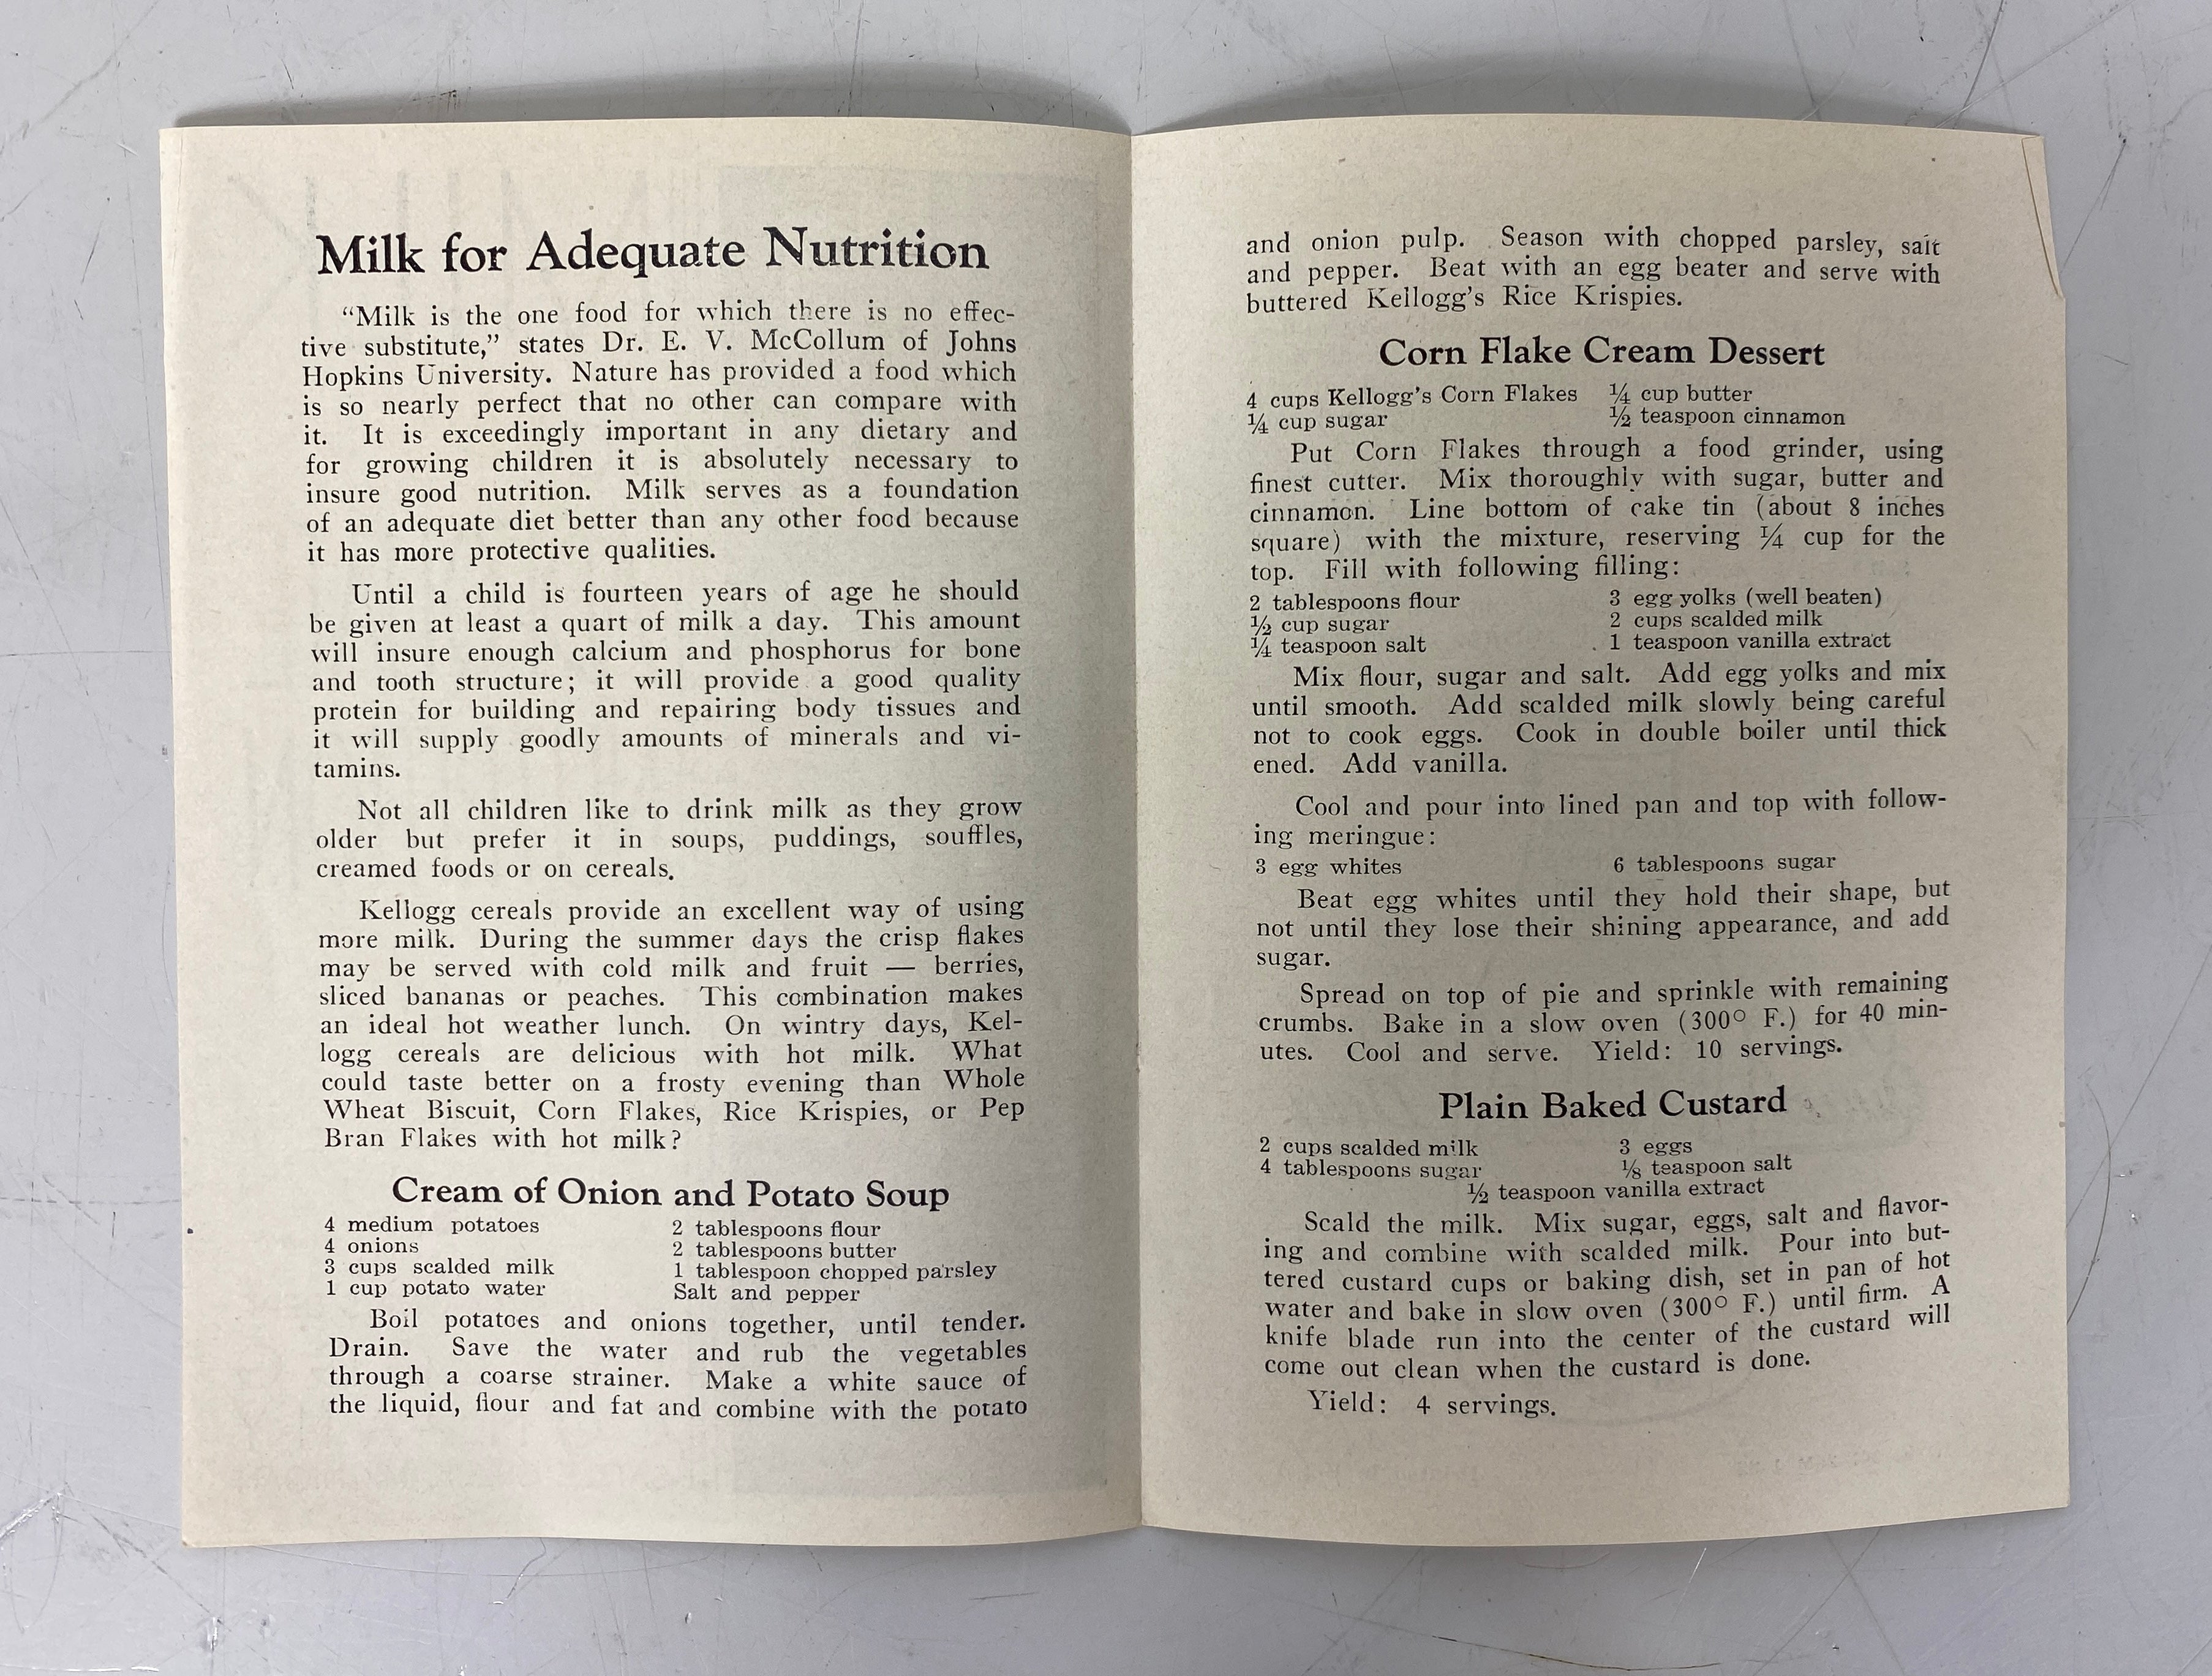 Milk for Adequate Nutrition
“Milk is the one food for which there is no effec-
tive substitute,” states Dr. E. V. McCollum of Johns
Hopkins University. Nature has provided a food which
is so nearly perfect that no other can compare with
it. It is exceedingly important in any dietary and
for growing children it is absolutely necessary to
insure good nutrition. Milk serves as a foundation
of an adequate diet better than any other food because
it has more protective qualities.
Until a child is fourteen years of age he should
be given at least a quart of milk a day. This amount
will insure enough calcium and phosphorus for bone
and tooth structure; it will provide a good quality
protein for building and repairing body tissues and
it will supply goodly amounts of minerals and vi-
tamins.
Not all children like to drink milk as they grow
older but prefer it in soups, puddings, souffles,
creamed foods or on cereals.
Kellogg cereals provide an excellent way of using
more milk. During the summer days the crisp flakes
may be served with cold milk and fruit — berries,
sliced bananas or peaches. This combination makes
an ideal hot weather lunch. On wintry days, Kel-
logg cereals are delicious with hot milk. What
could taste better on a frosty evening than Whole
Wheat Biscuit, Corn Flakes, Rice Krispies, or Pep
Bran Flakes with hot milk?
Cream of Onion and Potato Soup
4 medium potatoes 2 tablespoons flour
4 onions 2 tablespoons butter
3 cups scalded milk 1 tablespoon chopped parsley
1 cup potato water Salt and pepper
Boil potatoes and onions together, until tender.
Drain. Save the water and rub the vegetables
through a coarse strainer. Make a white sauce of
the liquid, flour and fat and combine with the potato
and onion pulp. Season with chopped parsley, salt
and pepper. Beat with an egg beater and serve with
buttered Kellogg’s Rice Krispies.
Corn Flake Cream Dessert
4 cups Kellogg’s Corn Flakes ¼ cup butter
¼ cup sugar ½ teaspoon cinnamon
Put Corn Flakes through a food grinder, using
finest cutter. Mix thoroughly with sugar, butter and
cinnamon. Line bottom of cake tin (about 8 inches
square) with the mixture, reserving ¼ cup for the
top. Fill with following filling:
2 tablespoons flour 3 egg yolks (well beaten)
½ cup sugar 2 cups scalded milk
¼ teaspoon salt 1 teaspoon vanilla extract
Mix flour, sugar and salt. Add egg yolks and mix
until smooth. Add scalded milk slowly being careful
not to cook eggs. Cook in double boiler until thick
ened. Add vanilla.
Cool and pour into lined pan and top with follow-
ing meringue:
3 egg whites 6 tablespoons sugar
Beat egg whites until they hold their shape, but
not until they lose their shining appearance, and add
sugar.
Spread on top of pie and sprinkle with remaining
crumbs. Bake in a slow oven (300° F.) for 40 min-
utes. Cool and serve. Yield: 10 servings.
Plain Baked Custard
2 cups scalded milk 3 eggs
4 tablespoons sugar ⅛ teaspoon salt
½ teaspoon vanilla extract
Scald the milk. Mix sugar, eggs, salt and flavor-
ing and combine with scalded milk. Pour into but-
tered custard cups or baking dish, set in pan of hot
water and bake in slow oven (300° F.) until firm. A
knife blade run into the center of the custard will
come out clean when the custard is done.
Yield: 4 servings.